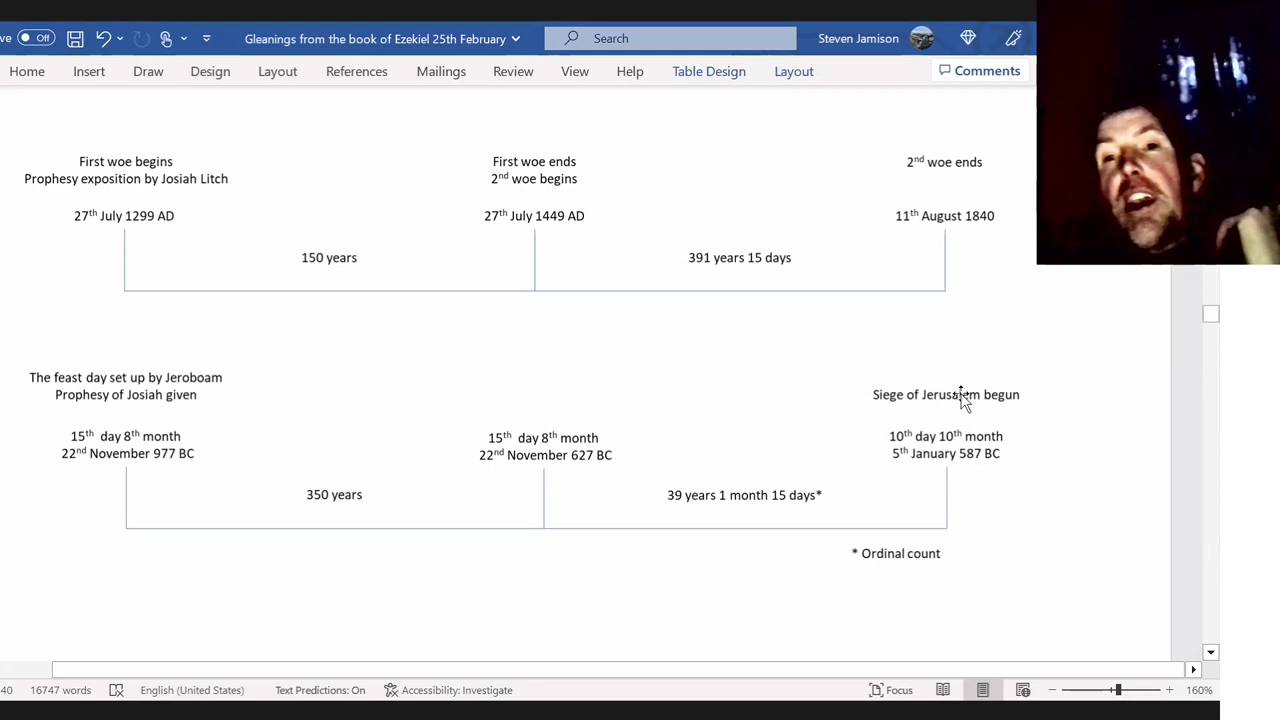 ve Off Gleanings from the book of Ezekiel 25th February Search Steven Jamison
Home Insert Draw Design Layout References Mailings Review View Help Table Design Layout Comments
First woe begins
Prophesy exposition by Josiah Litch
27th July 1299 AD
First woe ends
2nd woe begins
27th July 1449 AD
2nd woe ends
11th August 1840
150 years
391 years 15 days
The feast day set up by Jeroboam
Prophesy of Josiah given
15th day 8th month
22nd November 977 BC
15th day 8th month
22nd November 627 BC
Siege of Jerusalem begun
10th day 10th month
5th January 587 BC
350 years
39 years 1 month 15 days*
* Ordinal count
40 16747 words English (United States) Text Predictions: On Accessibility: Investigate Focus 160%